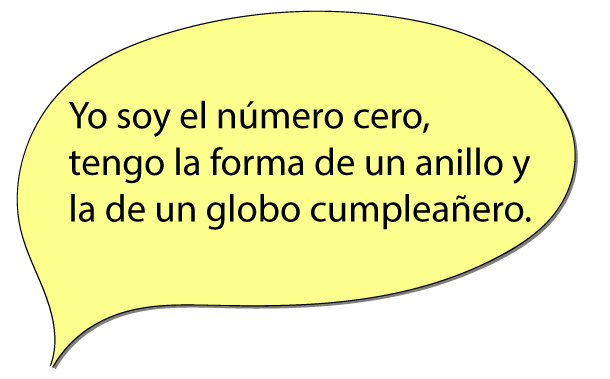 Yo soy el número cero,
tengo la forma de un anillo y
la de un globo cumpleañero.